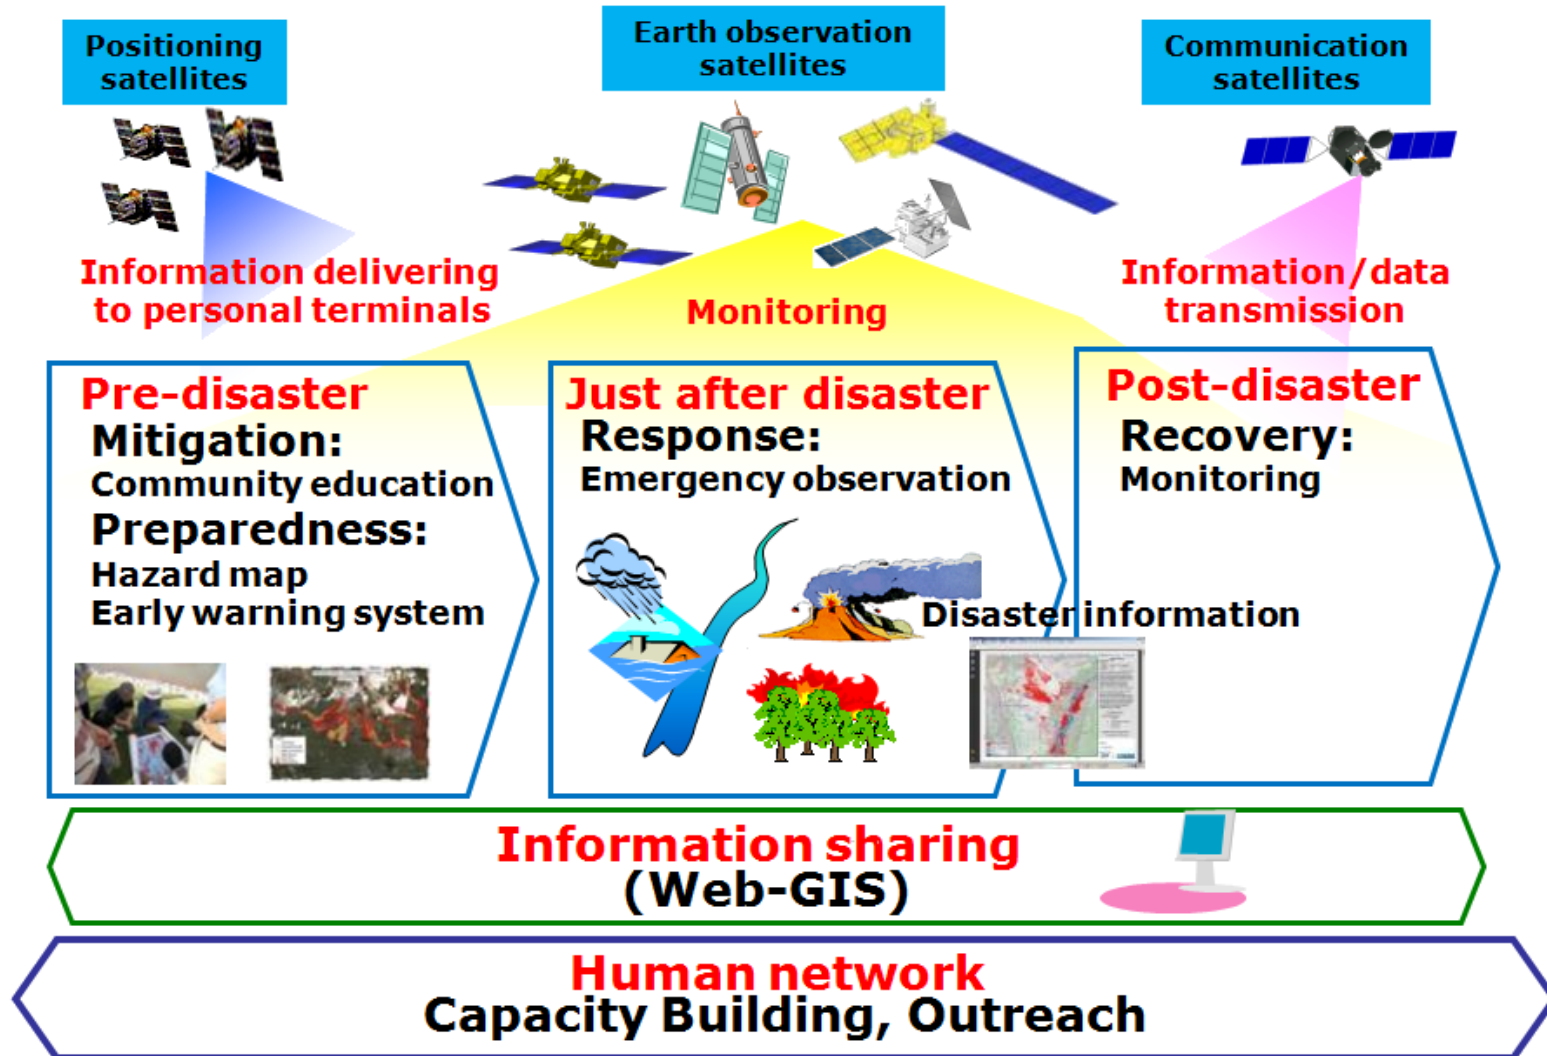 Positioning
satellites
Earth observation
satellites
Communication
satellites
Information delivering
to personal terminals
Monitoring
Information/data
transmission
Pre-disaster
Mitigation:
Community education
Preparedness:
Hazard map
Early warning system
Just after disaster
Response:
Emergency observation
Disaster information
Post-disaster
Recovery:
Monitoring
Information sharing
(Web-GIS)
Human network
Capacity Building, Outreach